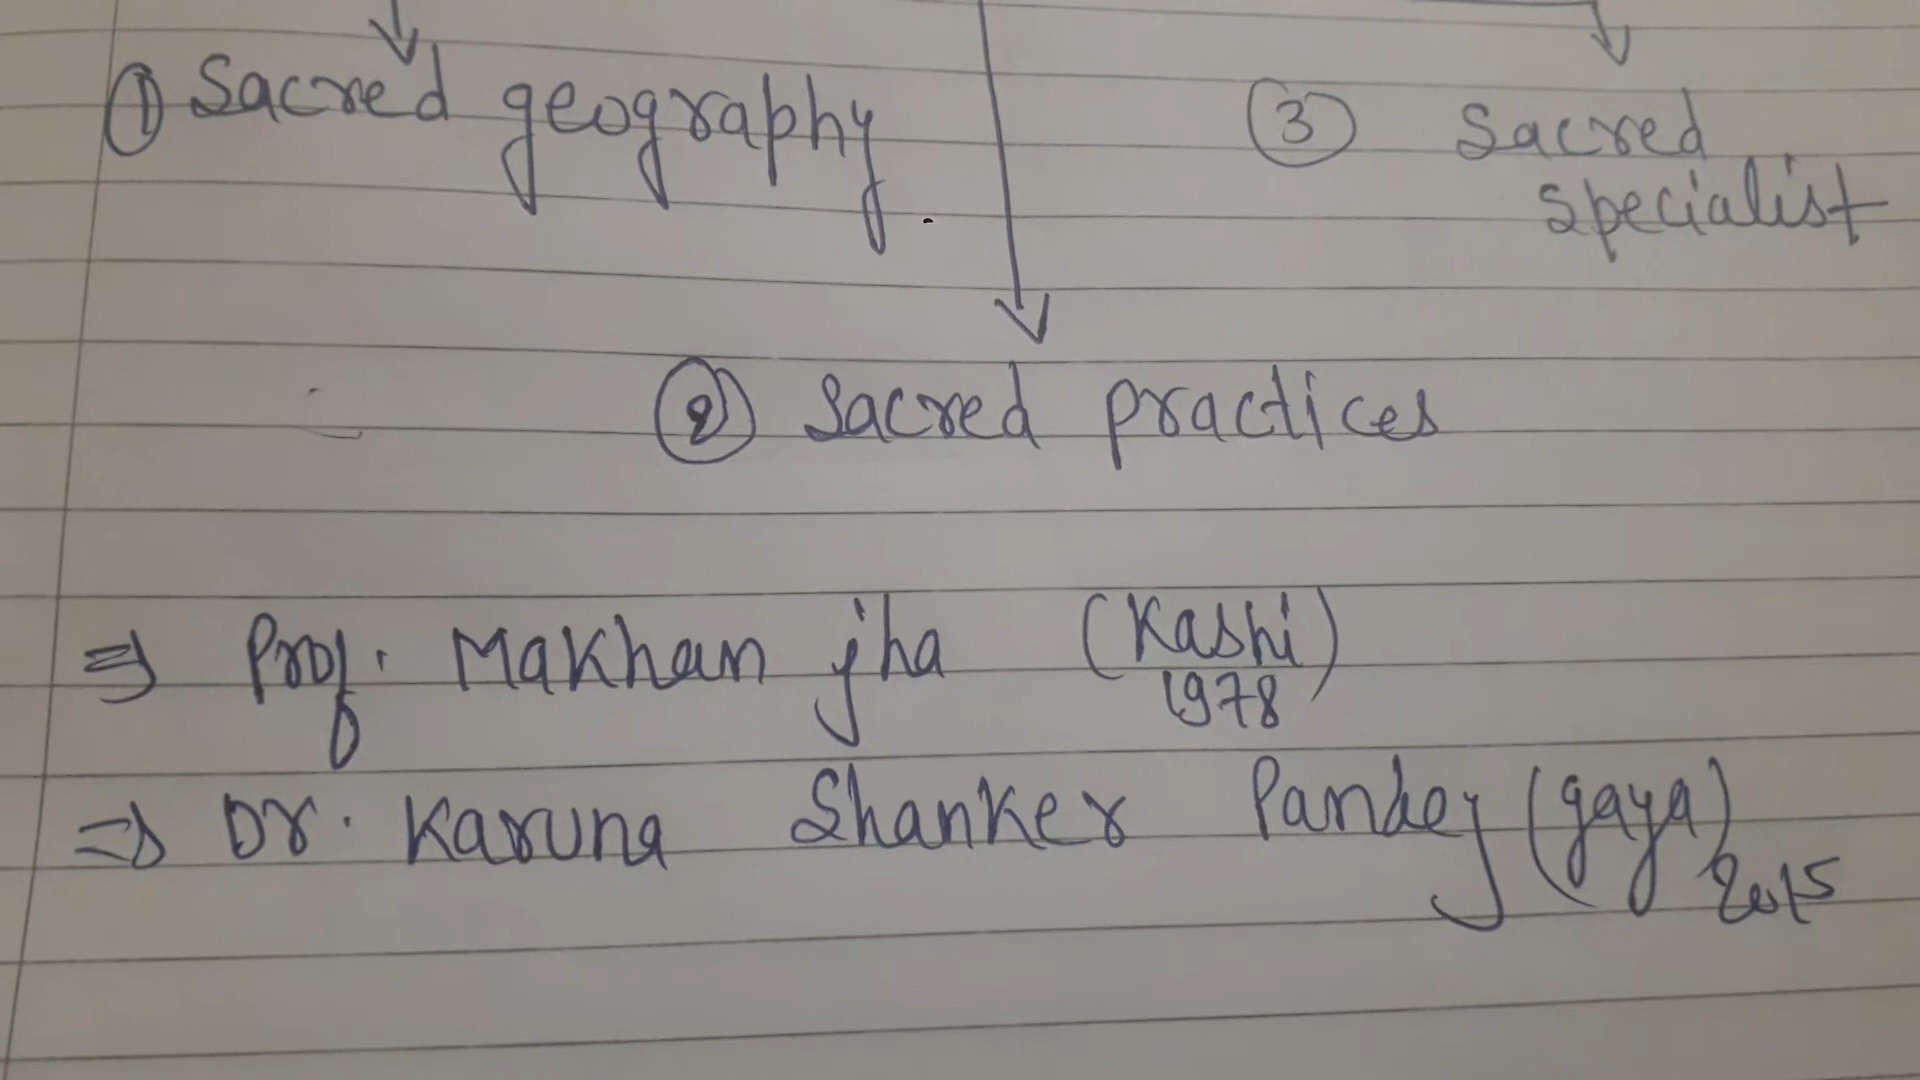 ① Sacred geography.
③ Sacred
specialist
② Sacred practices
⇒ Prof. Makhan jha (Kashi)
1978
⇒ Dr. Karuna Shanker Pandey (gaya)
2015